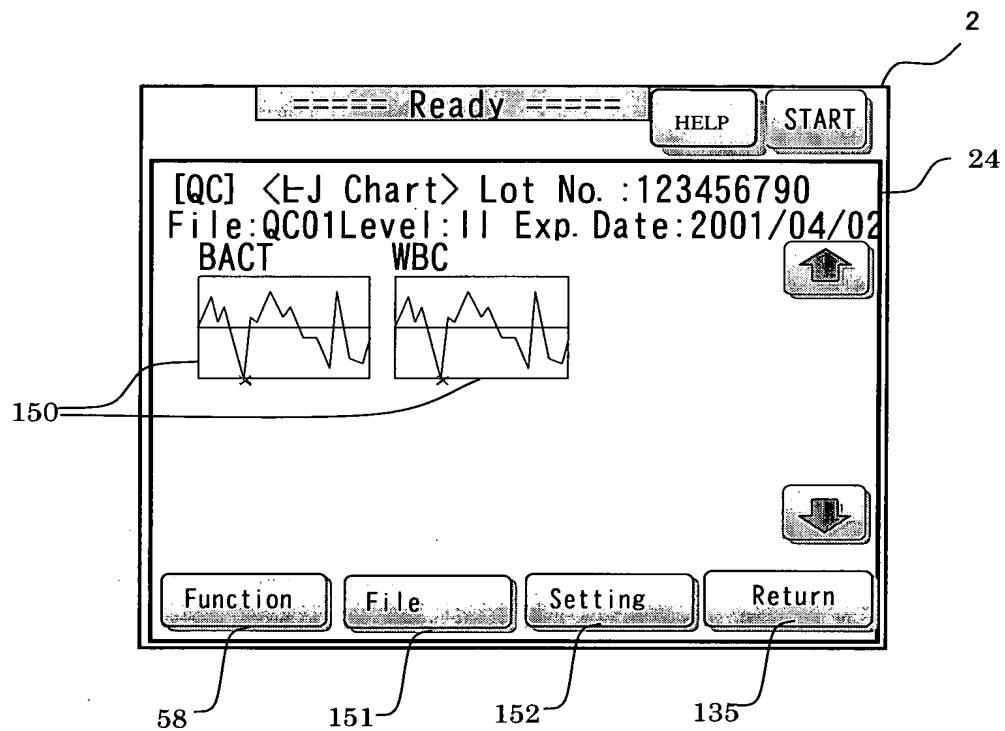 2
===== Ready =====
HELP
START
24
[QC] <L-J Chart> Lot No. :123456790
File:QC01Level:II Exp. Date:2001/04/02
BACT
WBC
150
Function
File
Setting
Return
58
151
152
135